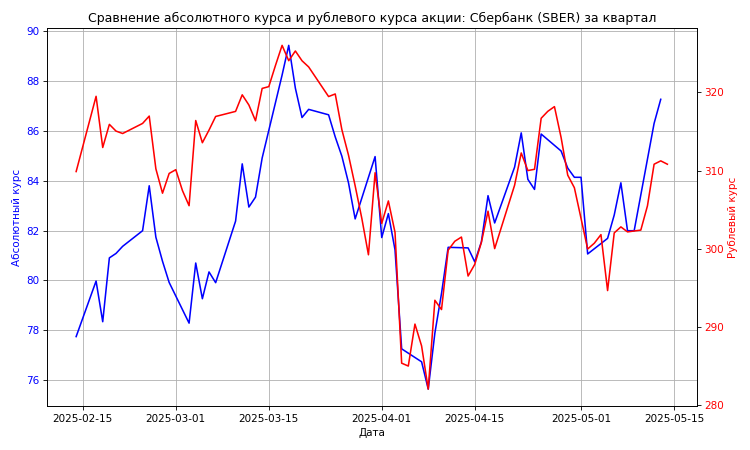 Сравнение абсолютного курса и рублевого курса акции: Сбербанк (SBER) за квартал
90
88
86
84
82
80
78
76
Абсолютный курс
320
310
300
290
280
Рублевый курс
2025-02-15 2025-03-01 2025-03-15 2025-04-01 2025-04-15 2025-05-01 2025-05-15
Дата